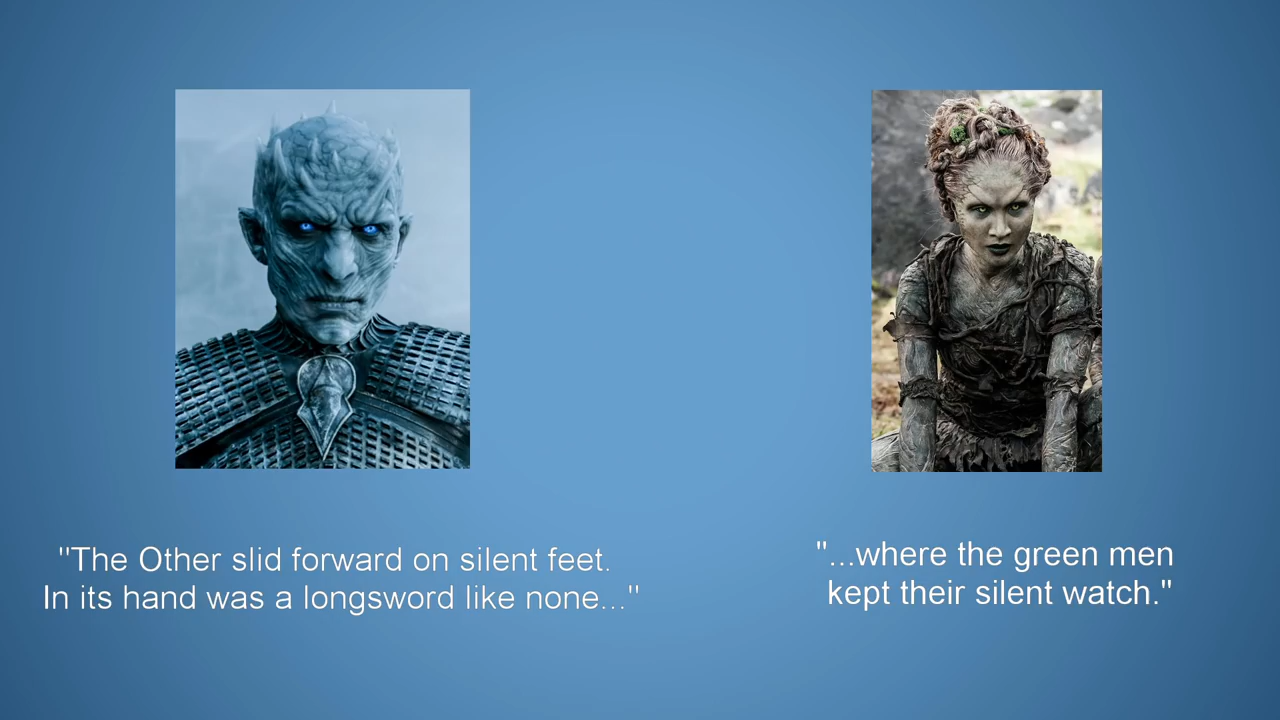 "The Other slid forward on silent feet.
In its hand was a longsword like none..."
"...where the green men
kept their silent watch."